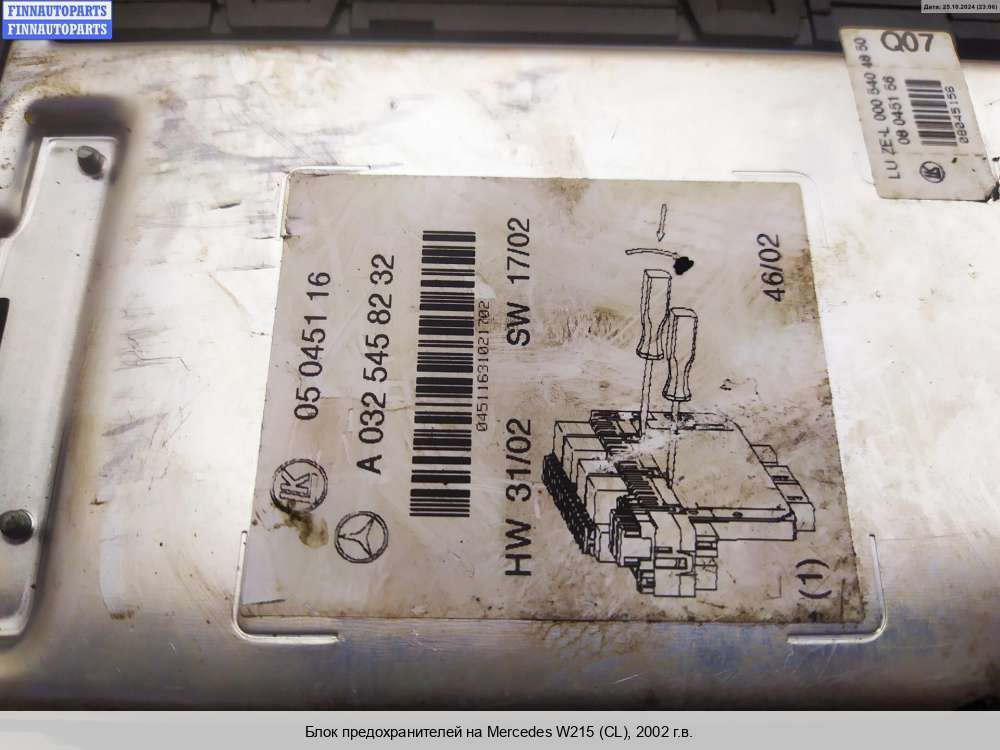 FINNAUTOPARTS
FINNAUTOPARTS
Дата: 25.10.2024 (23:06)
Q07
LU ZE-L 000 540 48 50
08 0451 56
08045156
LK
05 0451 16
A 032 545 82 32
04511631021702
HW 31/02 SW 17/02
46/02
(1)
Блок предохранителей на Mercedes W215 (CL), 2002 г.в.